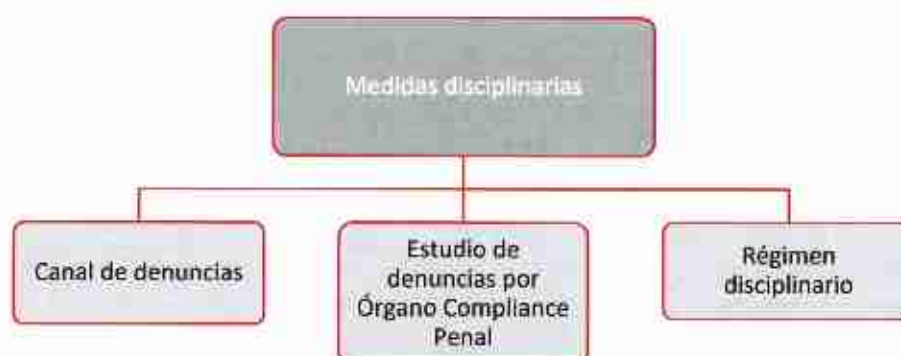 Medidas disciplinarias
Canal de denuncias
Estudio de
denuncias por
Órgano Compliance
Penal
Régimen
disciplinario